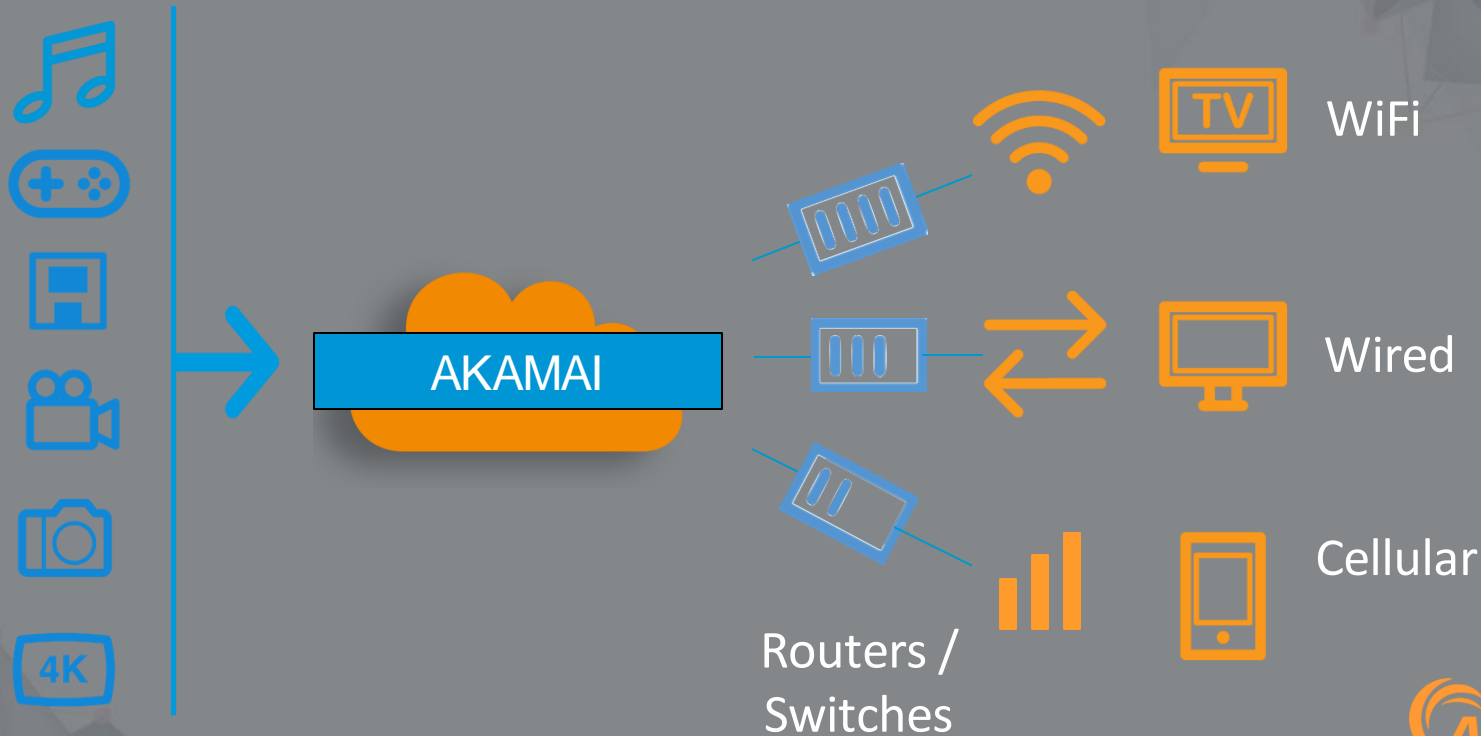 TV
WiFi
AKAMAI
Wired
Cellular
Routers /
Switches
4K